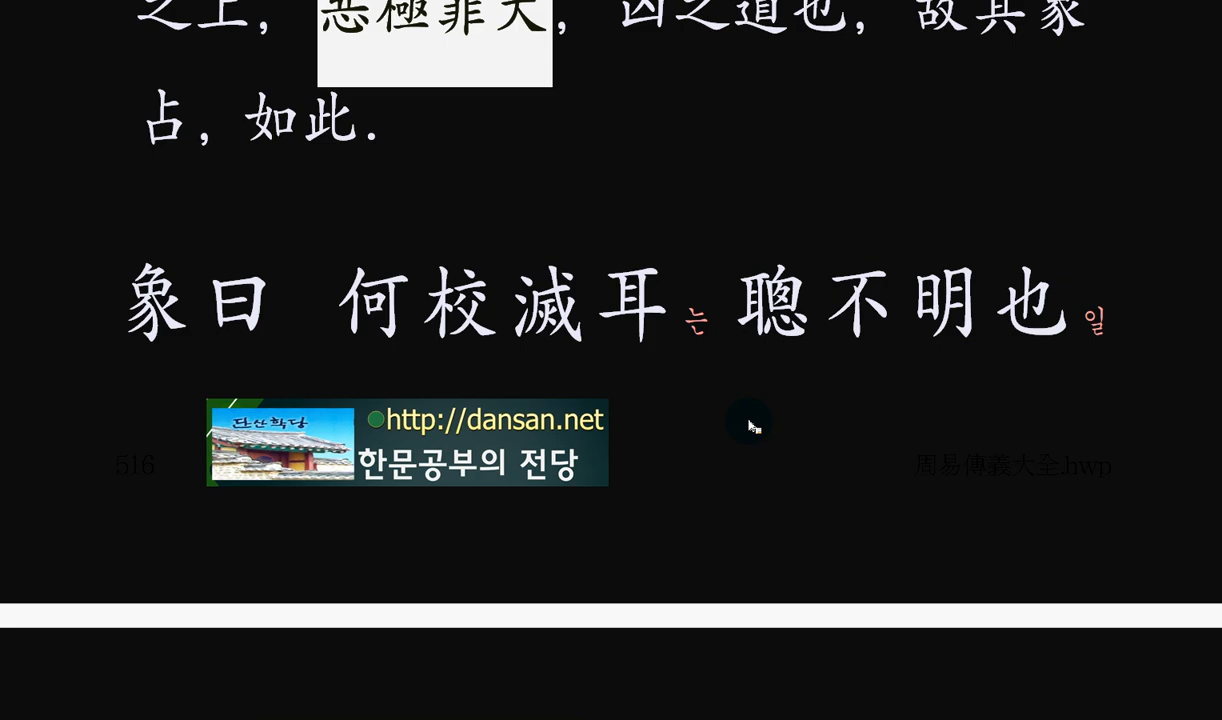 之上, 惡極罪大, 凶之道也, 故其象
占, 如此.
象曰 何校滅耳는 聰不明也일
단산학당
http://dansan.net
한문공부의 전당
516
周易傳義大全.hwp